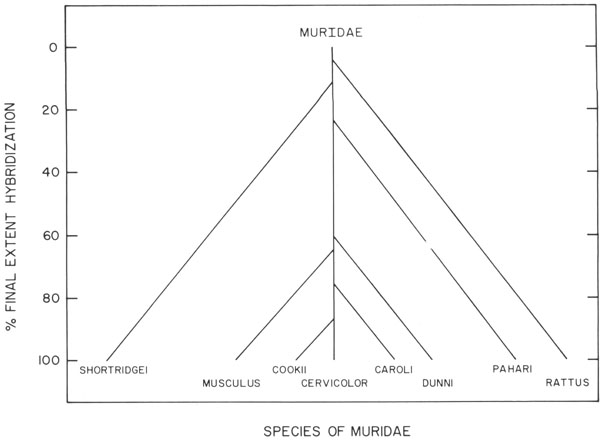 MURIDAE
% FINAL EXTENT HYBRIDIZATION
0
20
40
60
80
100
SHORTRIDGEI
COOKII
CAROLI
PAHARI
MUSCULUS
CERVICOLOR
DUNNI
RATTUS
SPECIES OF MURIDAE